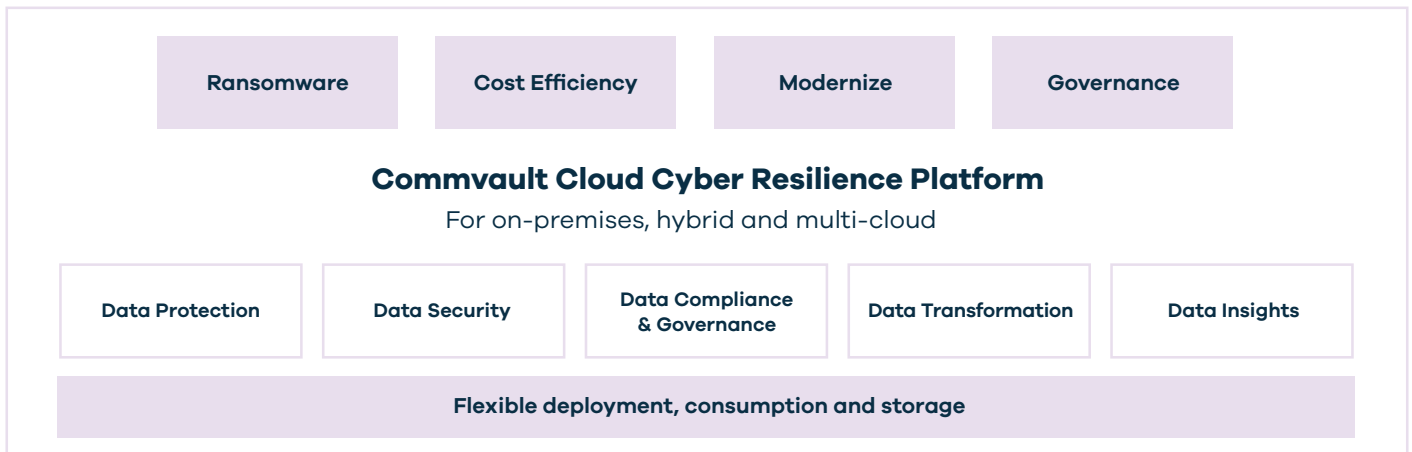 Ransomware
Cost Efficiency
Modernize
Governance
Commvault Cloud Cyber Resilience Platform
For on-premises, hybrid and multi-cloud
Data Protection
Data Security
Data Compliance
& Governance
Data Transformation
Data Insights
Flexible deployment, consumption and storage